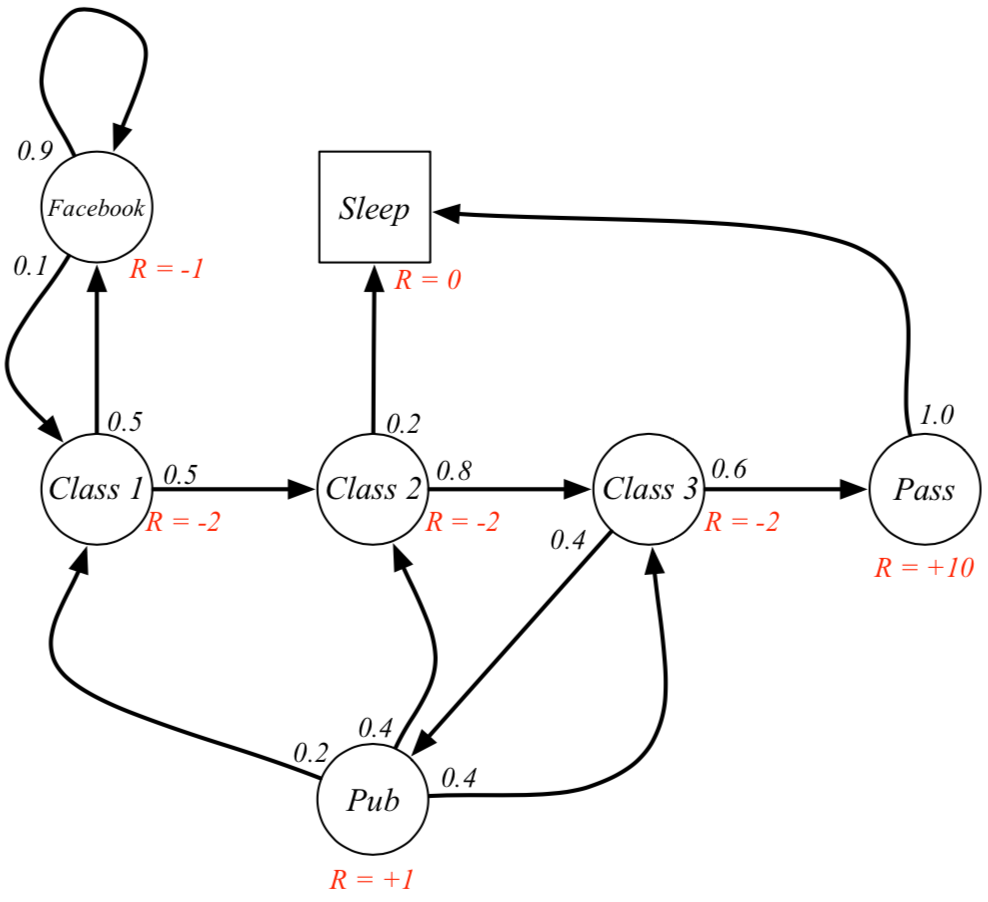 0.9
Facebook
Sleep
0.1
R = -1
R = 0
0.5
0.2
1.0
Class 1
0.5
Class 2
0.8
Class 3
0.6
Pass
R = -2
R = -2
R = -2
0.4
R = +10
0.4
0.2
0.4
Pub
R = +1